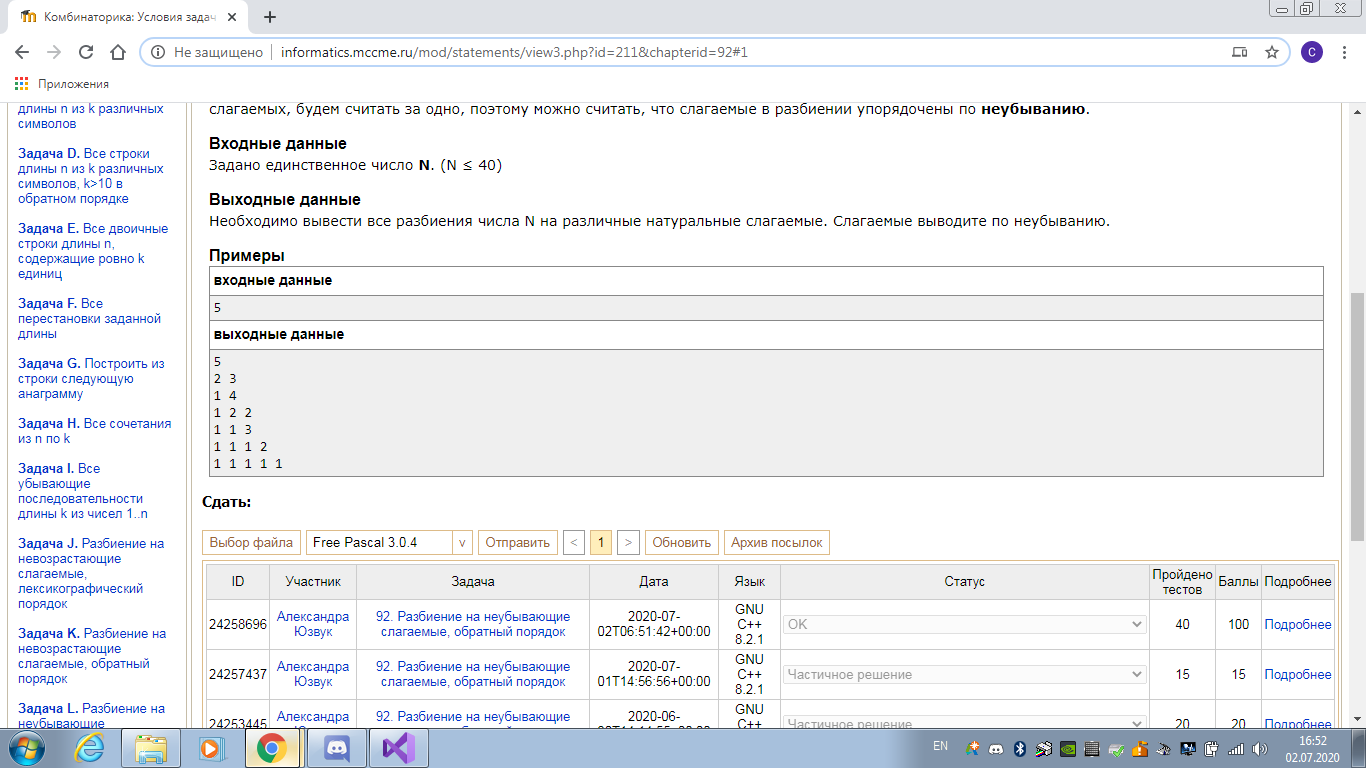 Комбинаторика: Условия задач
Не защищено
informatics.mccme.ru/mod/statements/view3.php?id=211&chapterid=92#1
C
Приложения
длины n из k различных
символов
Задача D. Все строки
длины n из k различных
символов, k>10 в
обратном порядке
Задача E. Все двоичные
строки длины n,
содержащие ровно k
единиц
Задача F. Все
перестановки заданной
длины
Задача G. Построить из
строки следующую
анаграмму
Задача H. Все сочетания
из n по k
Задача I. Все
убывающие
последовательности
длины k из чисел 1..n
Задача J. Разбиение на
невозрастающие
слагаемые,
лексикографический
порядок
Задача K. Разбиение на
невозрастающие
слагаемые, обратный
порядок
Задача L. Разбиение на
неубывающие
слагаемых, будем считать за одно, поэтому можно считать, что слагаемые в разбиении упорядочены по неубыванию.
Входные данные
Задано единственное число N. (N ≤ 40)
Выходные данные
Необходимо вывести все разбиения числа N на различные натуральные слагаемые. Слагаемые выводите по неубыванию.
Примеры
входные данные
5
выходные данные
5
2 3
1 4
1 2 2
1 1 3
1 1 1 2
1 1 1 1 1
Сдать:
Выбор файла Free Pascal 3.0.4 v Отправить < 1 > Обновить Архив посылок
ID Участник Задача Дата Язык Статус Пройдено тестов Баллы Подробнее
24258696 Александра Юзвук 92. Разбиение на неубывающие слагаемые, обратный порядок 2020-07-02T06:51:42+00:00 GNU C++ 8.2.1 OK 40 100 Подробнее
24257437 Александра Юзвук 92. Разбиение на неубывающие слагаемые, обратный порядок 2020-07-01T14:56:56+00:00 GNU C++ 8.2.1 Частичное решение 15 15 Подробнее
24253445 Александра 92. Разбиение на неубывающие 2020-06- GNU C++ Частичное решение 20 20 Подробнее
EN
16:52
02.07.2020